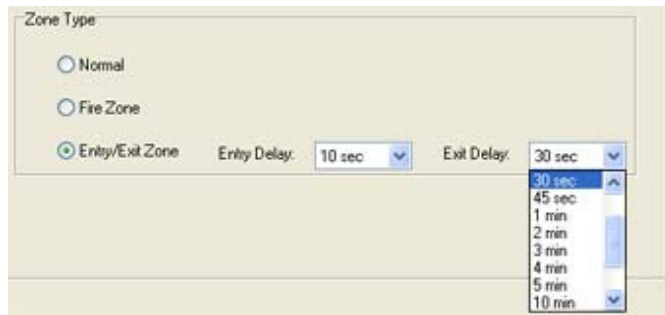 Zone Type
Normal
Fire Zone
Entry/Exit Zone Entry Delay: 10 sec Exit Delay: 30 sec
30 sec
45 sec
1 min
2 min
3 min
4 min
5 min
10 min